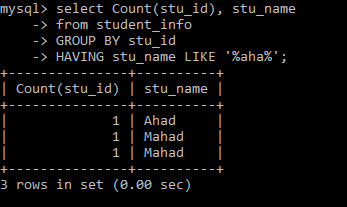 mysql> select Count(stu_id), stu_name
    -> from student_info
    -> GROUP BY stu_id
    -> HAVING stu_name LIKE '%aha%';
+---------------+----------+
| Count(stu_id) | stu_name |
+---------------+----------+
|             1 | Ahad     |
|             1 | Mahad    |
|             1 | Mahad    |
+---------------+----------+
3 rows in set (0.00 sec)